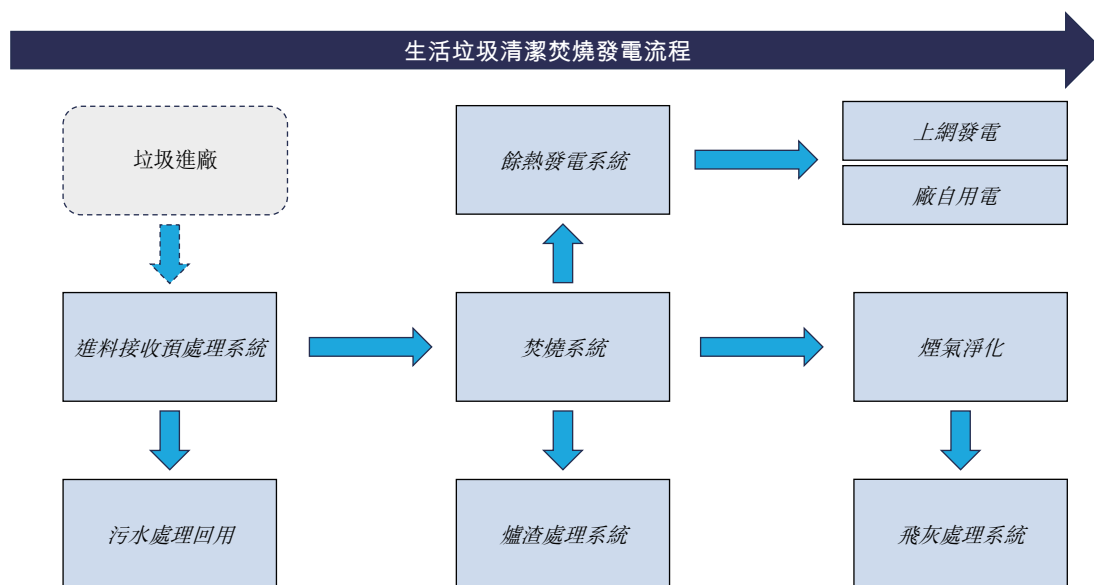 生活垃圾清潔焚燒發電流程
垃圾進廠
餘熱發電系統
上網發電
廠自用電
進料接收預處理系統
焚燒系統
煙氣淨化
污水處理回用
爐渣處理系統
飛灰處理系統